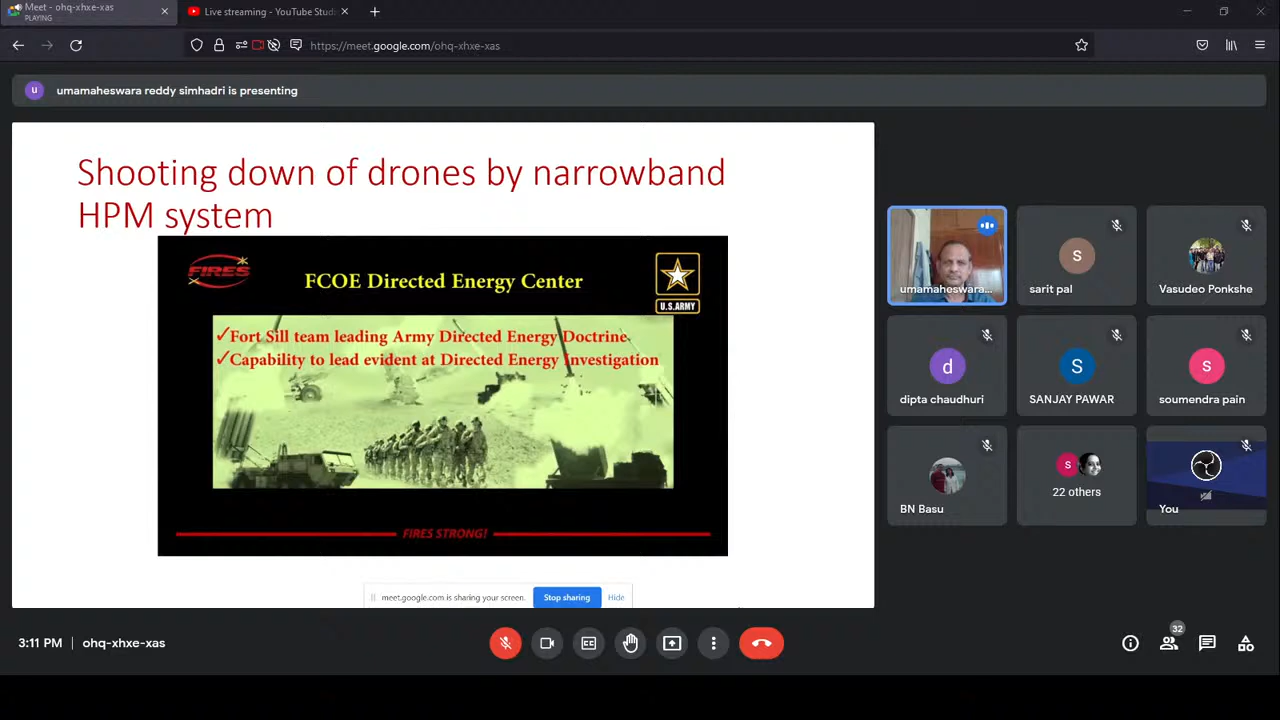 Meet - ohq-xhxe-xas
PLAYING
Live streaming - YouTube Stud
https://meet.google.com/ohq-xhxe-xas
u
umamaheswara reddy simhadri is presenting
Shooting down of drones by narrowband
HPM system
FIRES
FCOE Directed Energy Center
U.S.ARMY
✓Fort Sill team leading Army Directed Energy Doctrine
✓Capability to lead evident at Directed Energy Investigation
FIRES STRONG!
meet.google.com is sharing your screen.
Stop sharing
Hide
umamaheswara...
s
sarit pal
Vasudeo Ponkshe
d
dipta chaudhuri
S
SANJAY PAWAR
s
soumendra pain
BN Basu
S
22 others
You
3:11 PM
ohq-xhxe-xas
CC
32